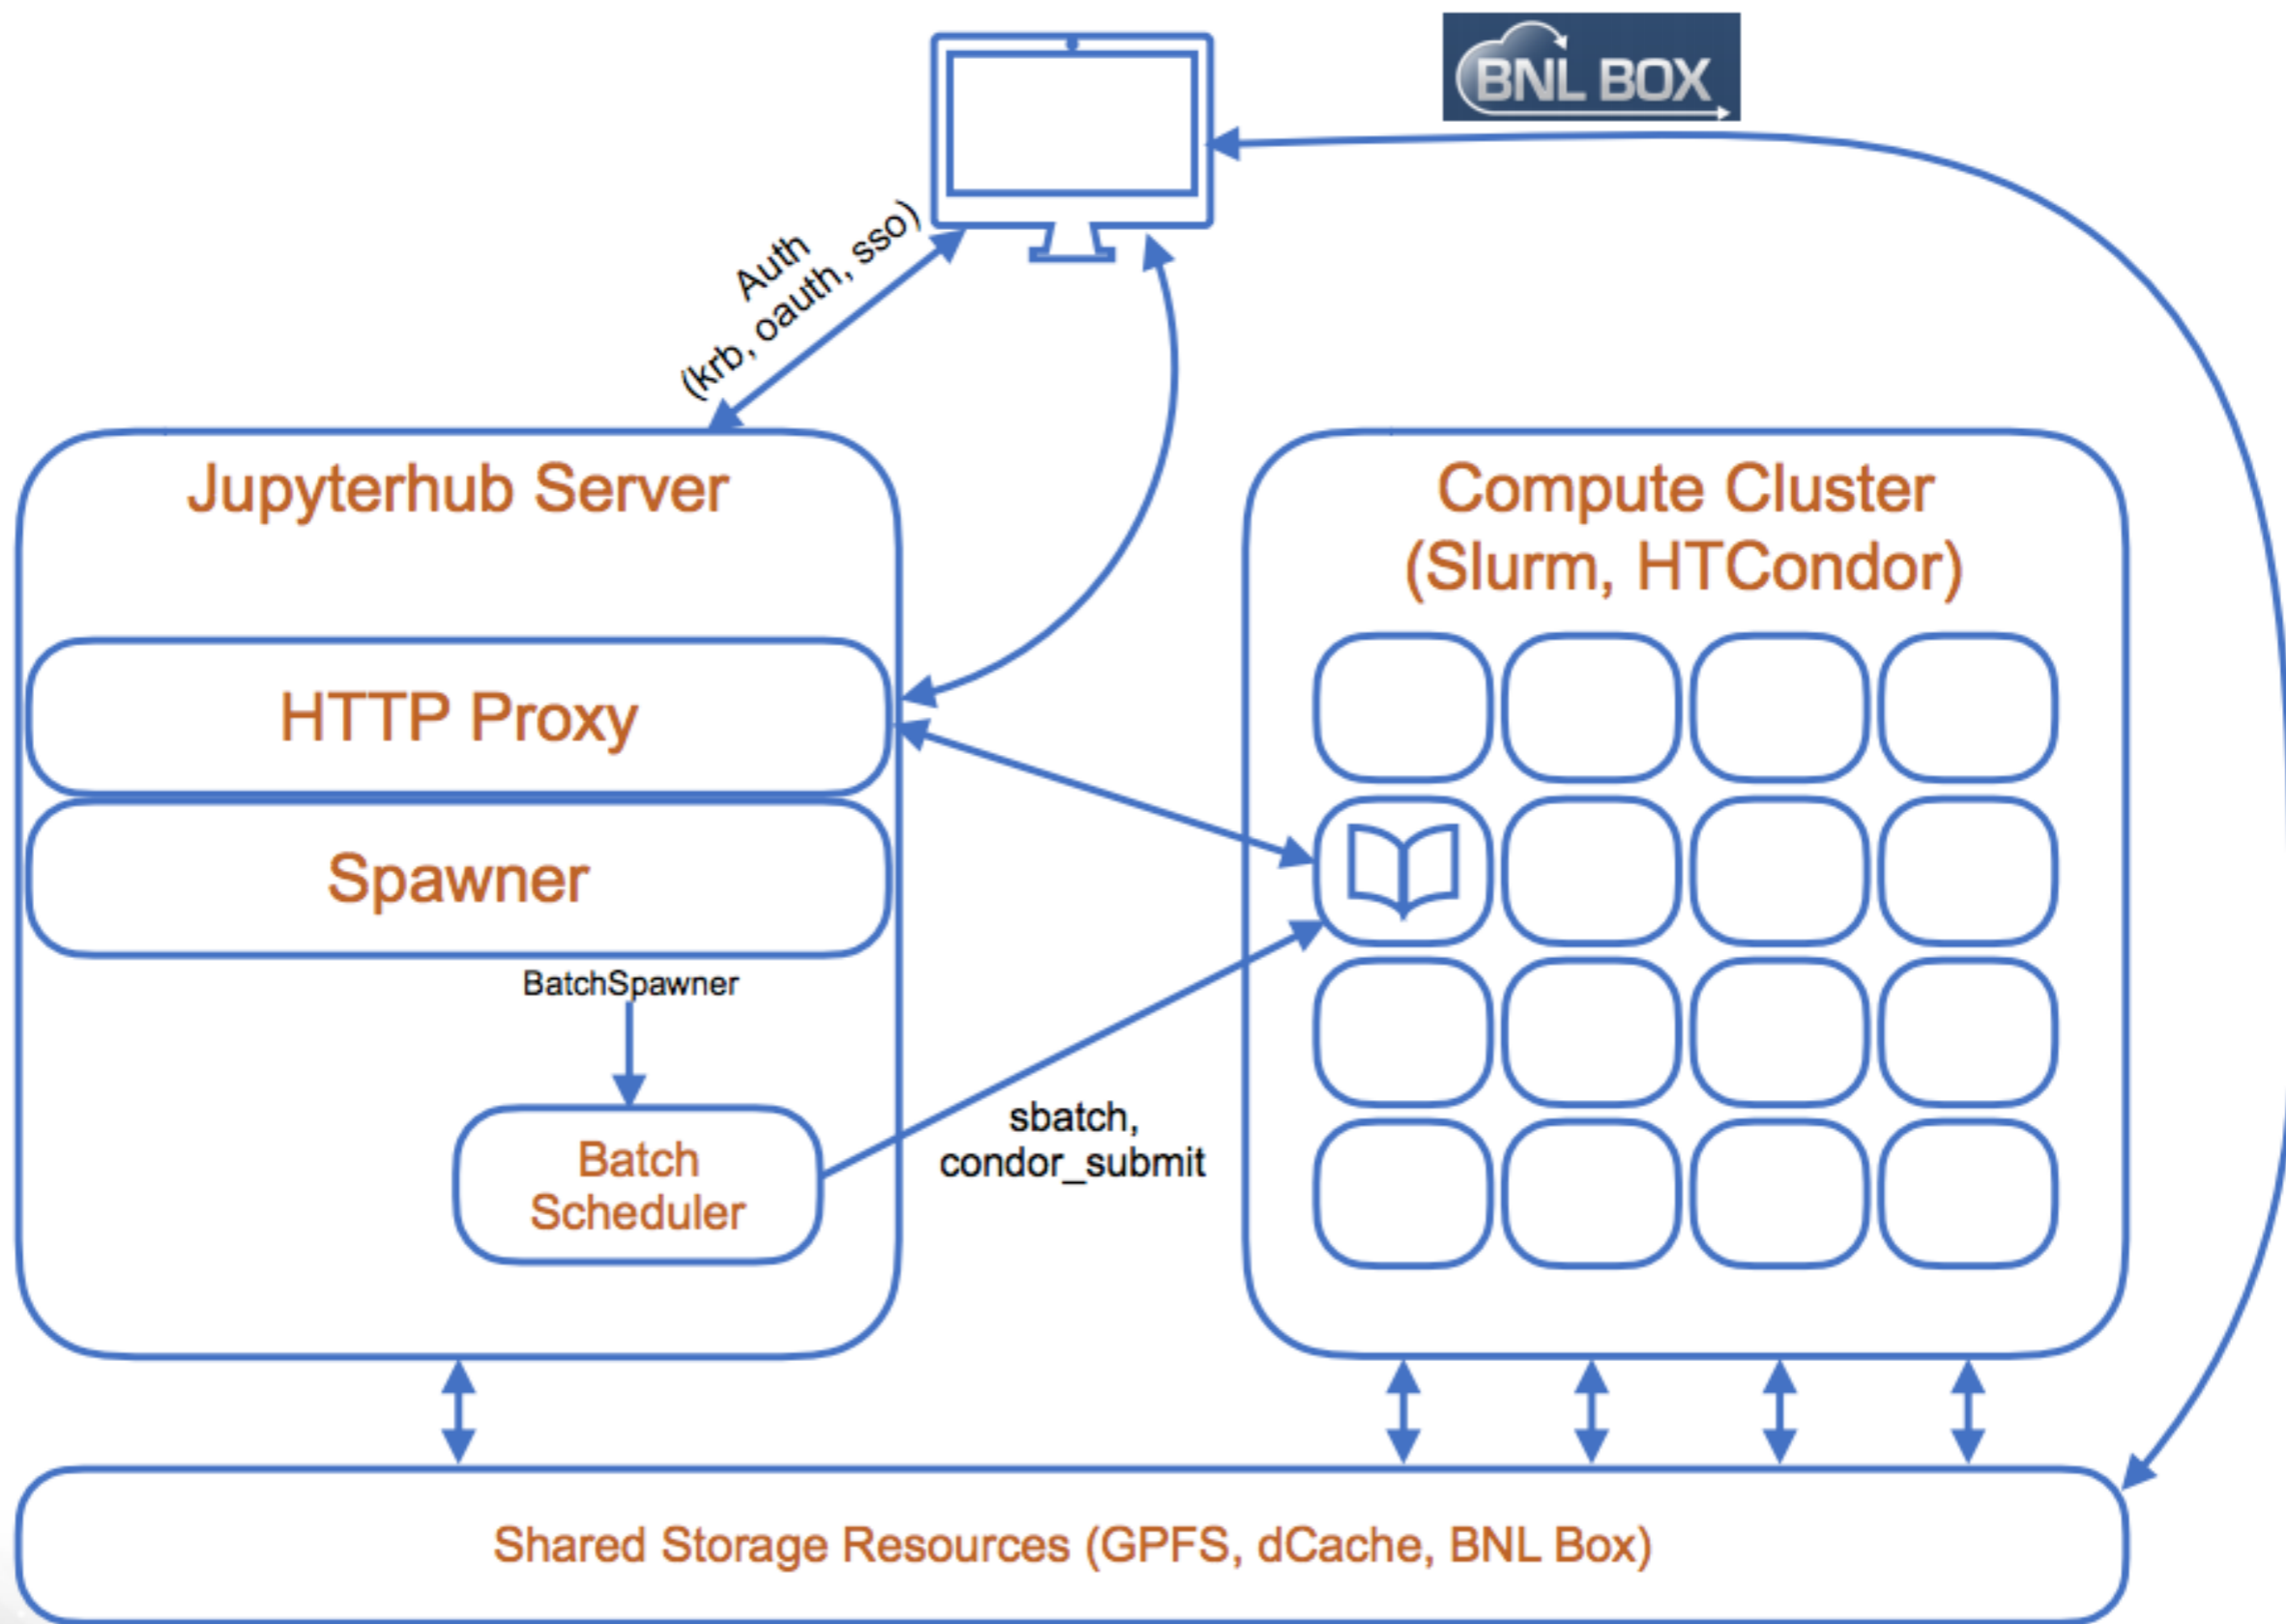 BNL BOX
Auth
(krb, oauth, sso)
Jupyterhub Server
HTTP Proxy
Spawner
BatchSpawner
Batch
Scheduler
sbatch,
condor_submit
Compute Cluster
(Slurm, HTCondor)
Shared Storage Resources (GPFS, dCache, BNL Box)